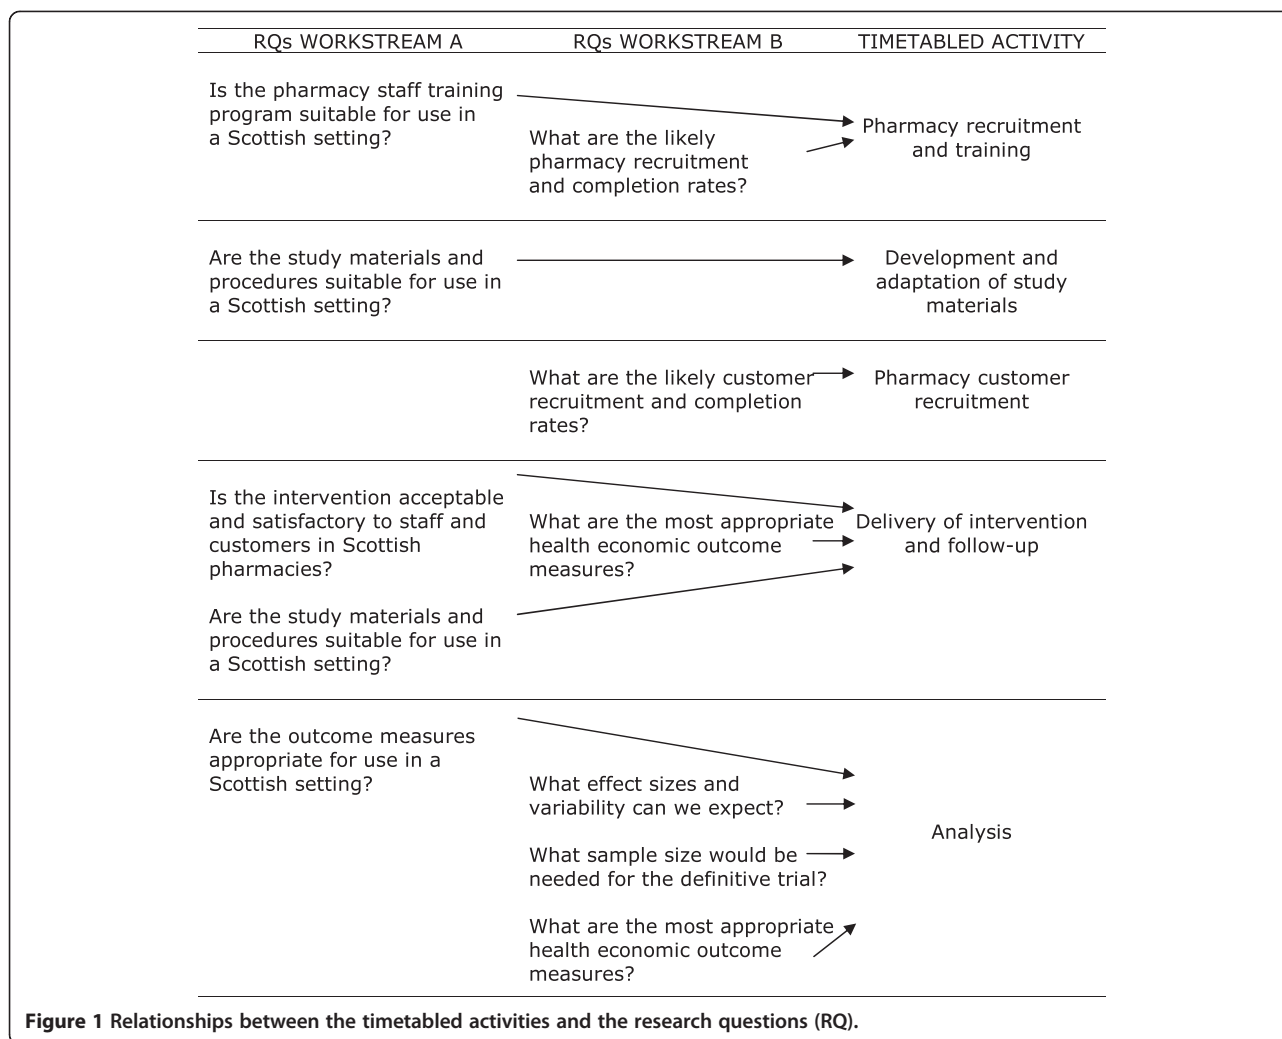 RQs WORKSTREAM A
RQs WORKSTREAM B
TIMETABLED ACTIVITY
Is the pharmacy staff training
program suitable for use in
a Scottish setting?
What are the likely
pharmacy recruitment
and completion rates?
Pharmacy recruitment
and training
Are the study materials and
procedures suitable for use in
a Scottish setting?
Development and
adaptation of study
materials
What are the likely customer
recruitment and completion
rates?
Pharmacy customer
recruitment
Is the intervention acceptable
and satisfactory to staff and
customers in Scottish
pharmacies?
Are the study materials and
procedures suitable for use in
a Scottish setting?
What are the most appropriate
health economic outcome
measures?
Delivery of intervention
and follow-up
Are the outcome measures
appropriate for use in a
Scottish setting?
What effect sizes and
variability can we expect?
What sample size would be
needed for the definitive trial?
What are the most appropriate
health economic outcome
measures?
Analysis
Figure 1 Relationships between the timetabled activities and the research questions (RQ).